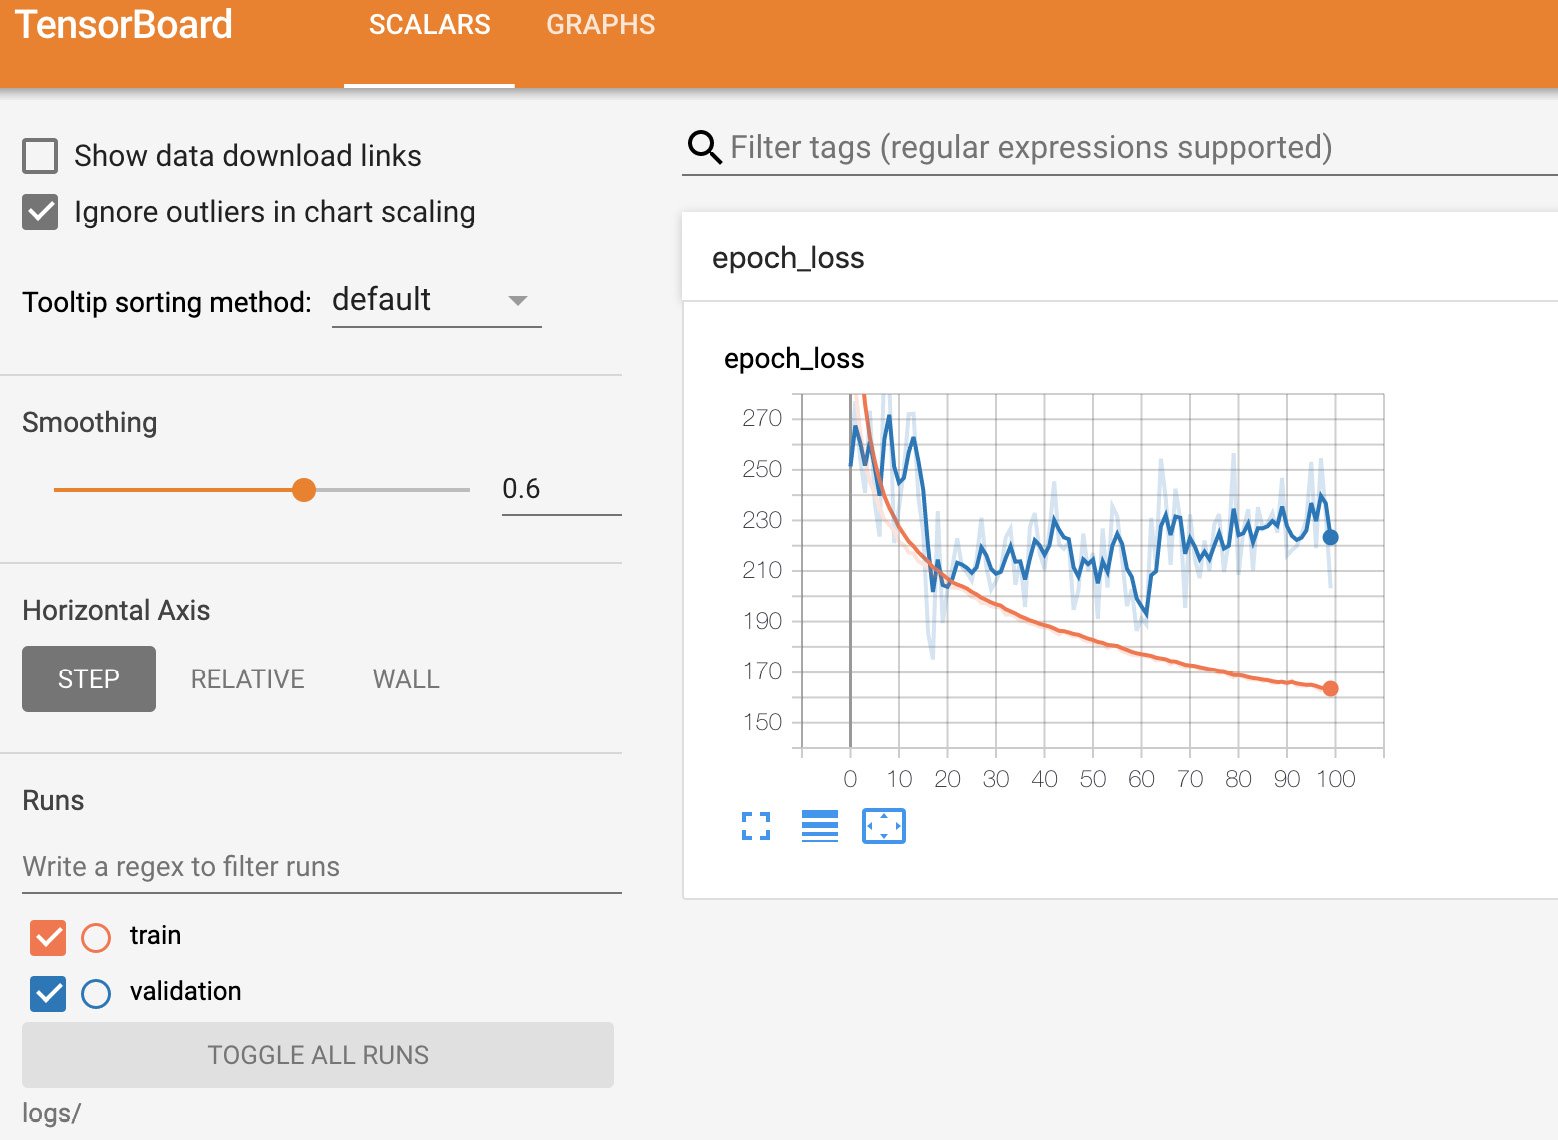 TensorBoard
SCALARS
GRAPHS
Show data download links
Ignore outliers in chart scaling
Tooltip sorting method:
default
Smoothing
0.6
Horizontal Axis
STEP
RELATIVE
WALL
Runs
Write a regex to filter runs
train
validation
TOGGLE ALL RUNS
logs/
Filter tags (regular expressions supported)
epoch_loss
epoch_loss
270
250
230
210
190
170
150
0 10 20 30 40 50 60 70 80 90 100